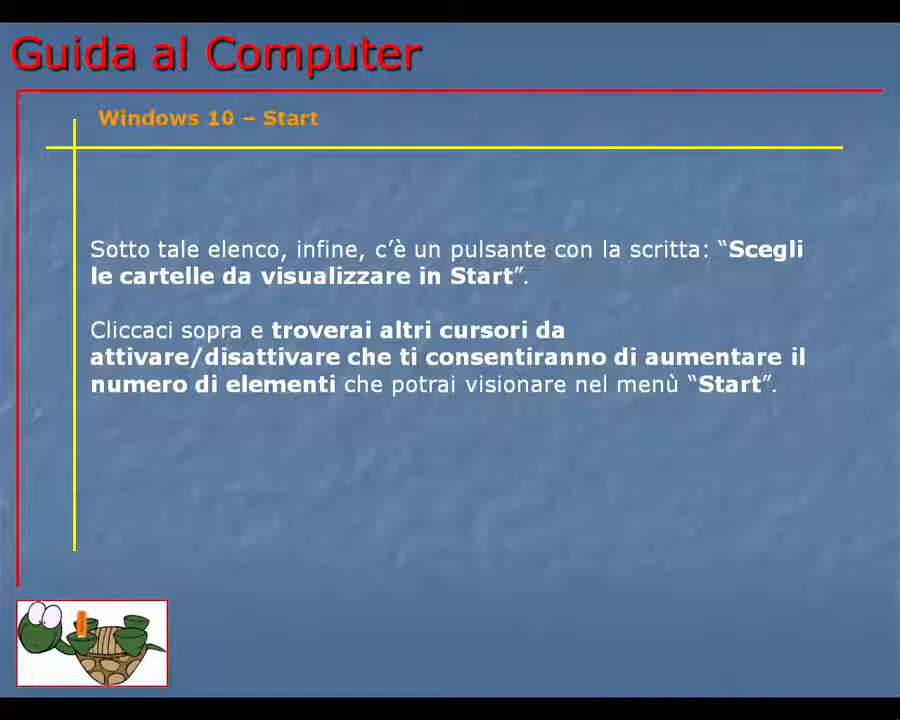 Guida al Computer
Windows 10 – Start
Sotto tale elenco, infine, c’è un pulsante con la scritta: “Scegli
le cartelle da visualizzare in Start”.
Cliccaci sopra e troverai altri cursori da
attivare/disattivare che ti consentiranno di aumentare il
numero di elementi che potrai visionare nel menù “Start”.